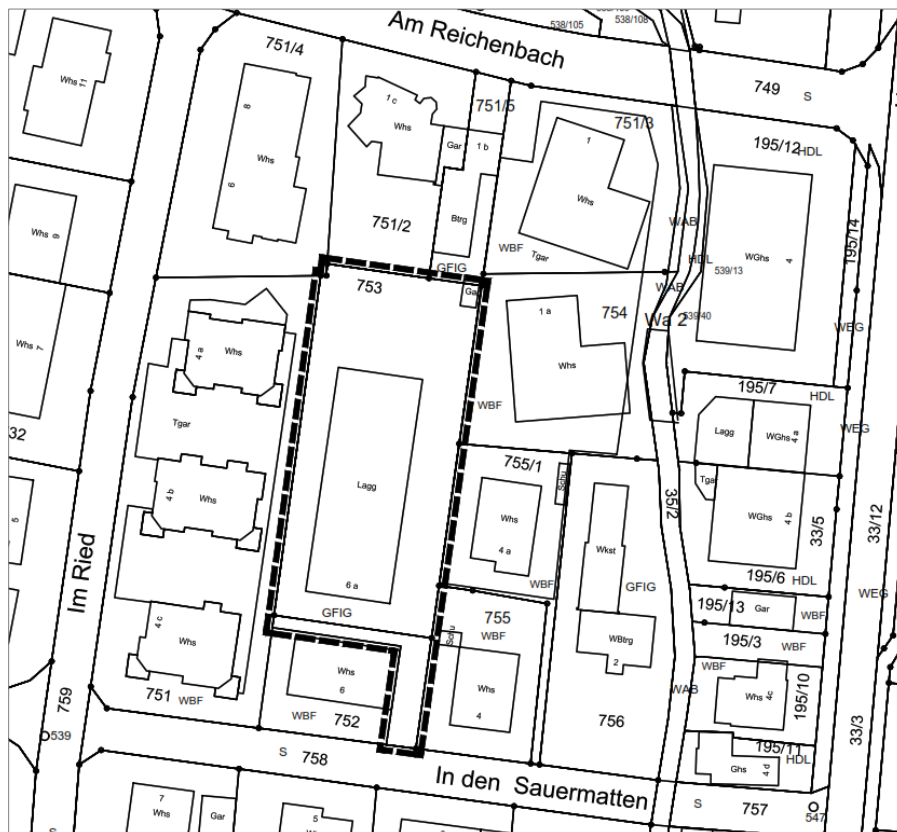 538/105
538/108
Am Reichenbach
751/4
749
S
Whs
11
8
Whs
6
1 c
Whs
751/5
Gar
1 b
751/3
1
Whs
195/12
HDL
751/2
Btrg
WBF
Tgar
WAB
HDL
WGhs
4
195/14
Whs
9
GFIG
539/13
WAB
753
Gar
1 a
754
Wa 2
539/40
WEG
Whs
7
4 a
Whs
Whs
WBF
195/7
HDL
WEG
Tgar
Lagg
WGhs
4 a
32
755/1
Schu
Tgar
Lagg
4 b
Whs
Whs
4 a
Wkst
35/2
WGhs
4 b
33/5
33/12
5
Im Ried
6 a
GFIG
WBF
GFIG
195/6
HDL
WEG
195/13
Gar
WBF
4 c
Whs
Schu
755
WBF
WBtrg
2
195/3
WBF
WBF
759
751
WBF
Whs
6
WBF
752
Whs
4
756
WAB
Whs
4c
195/10
33/3
539
S
758
195/11
HDL
Ghs
4 d
In den Sauermatten
S
757
547
7
Whs
Gar
5
Whs
S